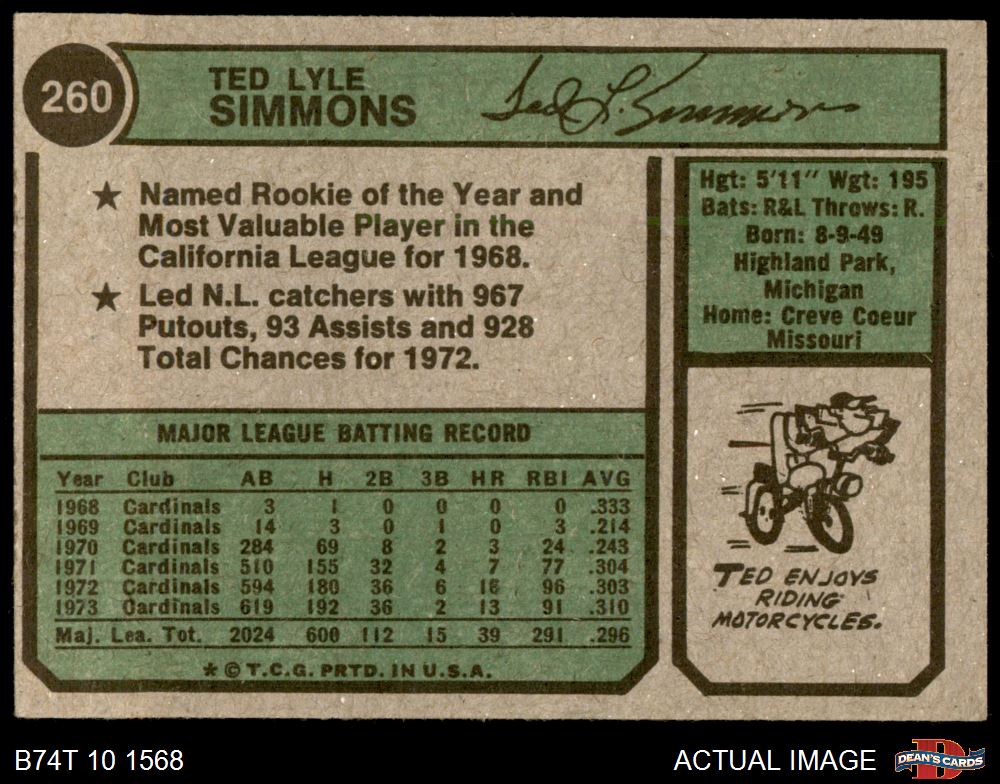 260
TED LYLE
SIMMONS
Ted L. Simmons
★ Named Rookie of the Year and
Most Valuable Player in the
California League for 1968.
★ Led N.L. catchers with 967
Putouts, 93 Assists and 928
Total Chances for 1972.
Hgt: 5'11" Wgt: 195
Bats: R&L Throws: R.
Born: 8-9-49
Highland Park,
Michigan
Home: Creve Coeur
Missouri
MAJOR LEAGUE BATTING RECORD
Year Club AB H 2B 3B HR RBI AVG
1968 Cardinals 3 1 0 0 0 0 .333
1969 Cardinals 14 3 0 1 0 3 .214
1970 Cardinals 284 69 8 2 3 24 .243
1971 Cardinals 510 155 32 4 7 77 .304
1972 Cardinals 594 180 36 6 16 96 .303
1973 Cardinals 619 192 36 2 13 91 .310
Maj. Lea. Tot. 2024 600 112 15 39 291 .296
* © T.C.G. PRTD. IN U.S.A.
TED ENJOYS
RIDING
MOTORCYCLES.
B74T 10 1568
ACTUAL IMAGE
DEAN'S CARDS